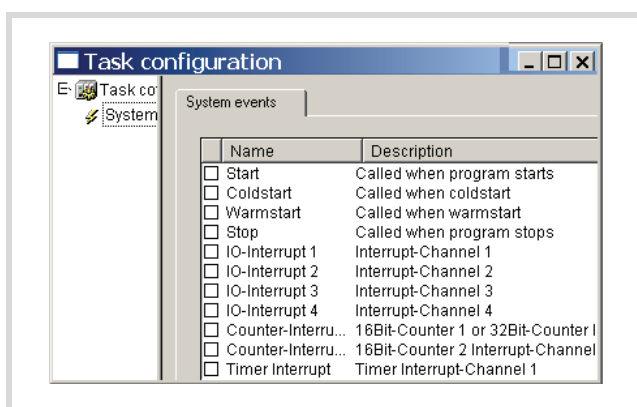 Task configuration
Task co
System
System events
Name Description
Start Called when program starts
Coldstart Called when coldstart
Warmstart Called when warmstart
Stop Called when program stops
IO-Interrupt 1 Interrupt-Channel 1
IO-Interrupt 2 Interrupt-Channel 2
IO-Interrupt 3 Interrupt-Channel 3
IO-Interrupt 4 Interrupt-Channel 4
Counter-Interru... 16Bit-Counter 1 or 32Bit-Counter I
Counter-Interru... 16Bit-Counter 2 Interrupt-Channel
Timer Interrupt Timer Interrupt-Channel 1